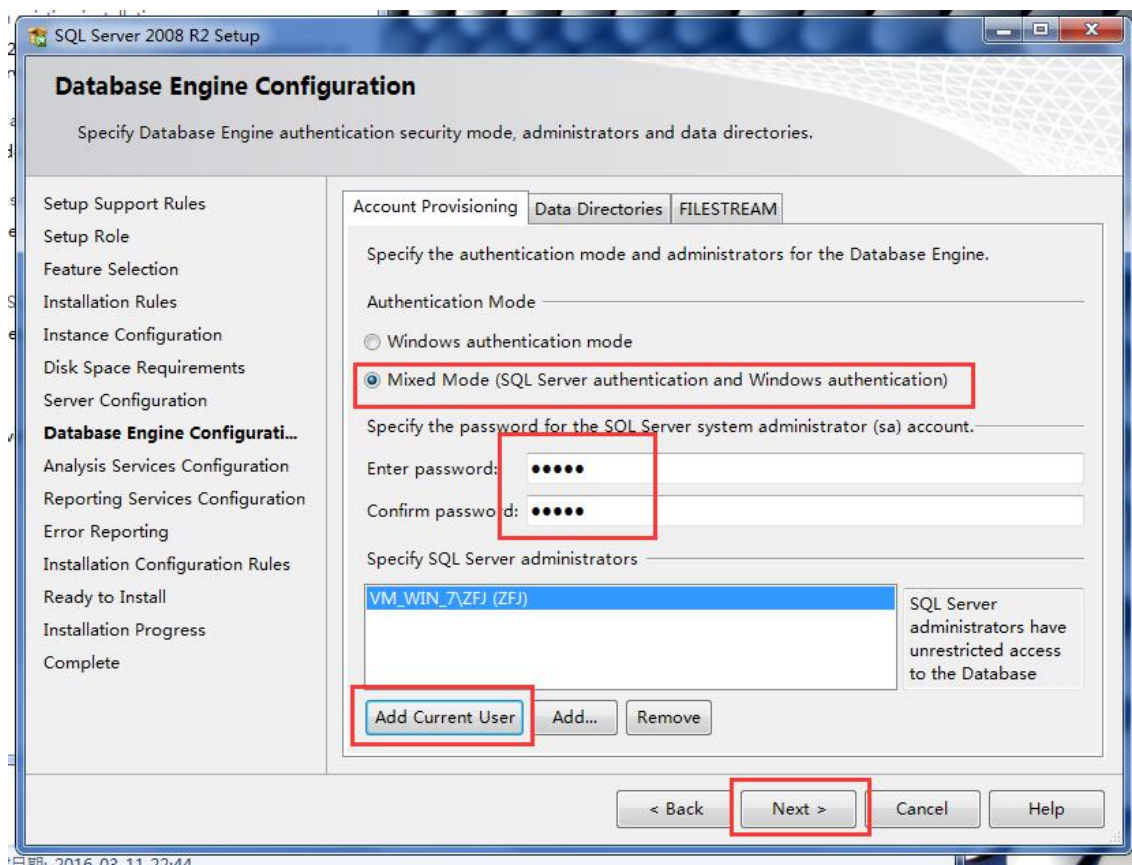 SQL Server 2008 R2 Setup
Database Engine Configuration
Specify Database Engine authentication security mode, administrators and data directories.
Setup Support Rules
Setup Role
Feature Selection
Installation Rules
Instance Configuration
Disk Space Requirements
Server Configuration
Database Engine Configurati...
Analysis Services Configuration
Reporting Services Configuration
Error Reporting
Installation Configuration Rules
Ready to Install
Installation Progress
Complete
Account Provisioning
Data Directories
FILESTREAM
Specify the authentication mode and administrators for the Database Engine.
Authentication Mode
Windows authentication mode
Mixed Mode (SQL Server authentication and Windows authentication)
Specify the password for the SQL Server system administrator (sa) account.
Enter password: •••••
Confirm password: •••••
Specify SQL Server administrators
VM_WIN_7\ZFJ (ZFJ)
SQL Server
administrators have
unrestricted access
to the Database
Add Current User
Add...
Remove
< Back
Next >
Cancel
Help
日期: 2016-03-11 22:44